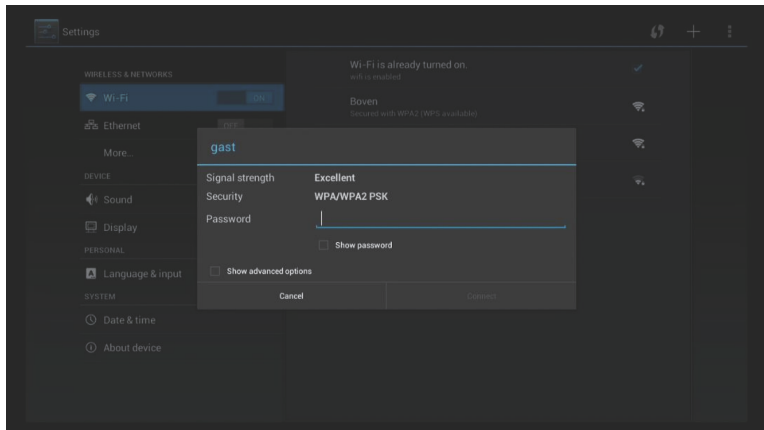 Settings
WIRELESS & NETWORKS
Wi-Fi
ON
Ethernet
OFF
More...
DEVICE
Sound
Display
PERSONAL
A
Language & input
SYSTEM
Date & time
About device
Wi-Fi is already turned on.
wifi is enabled
Boven
Secured with WPA2 (WPS available)
gast
Signal strength Excellent
Security WPA/WPA2 PSK
Password
Show password
Show advanced options
Cancel Connect